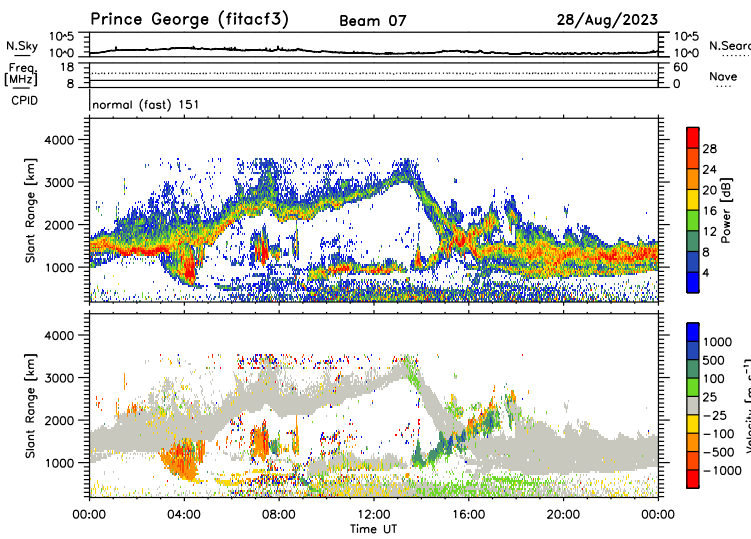 Prince George (fitacf3) Beam 07 28/Aug/2023
N.Sky 10^5 10^0 10^5 10^0 N.Sear
Freq. [MHz] 18 8 60 0 Nave
CPID normal (fast) 151
Slant Range [km] 4000 3000 2000 1000
Power [dB] 28 24 20 16 12 8 4
Slant Range [km] 4000 3000 2000 1000
Velocity [m s^-1] 1000 500 100 25 -25 -100 -500 -1000
00:00 04:00 08:00 12:00 16:00 20:00 00:00
Time UT